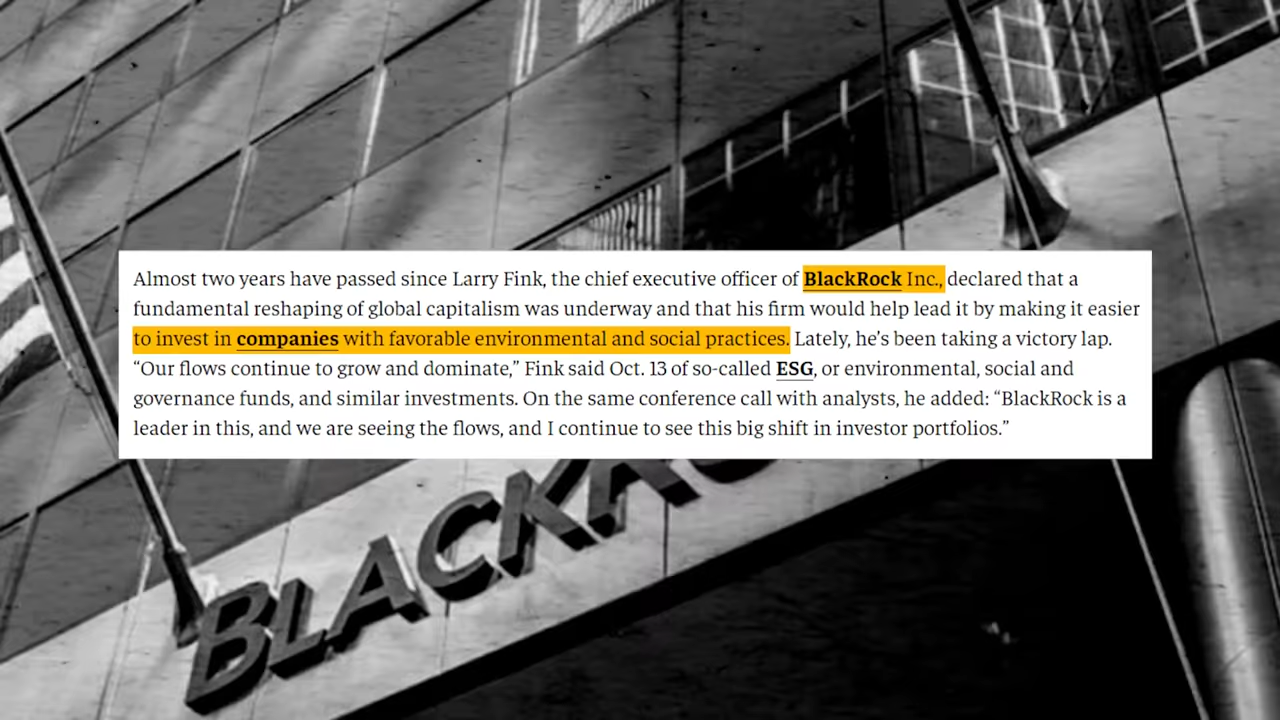 Almost two years have passed since Larry Fink, the chief executive officer of BlackRock Inc., declared that a
fundamental reshaping of global capitalism was underway and that his firm would help lead it by making it easier
to invest in companies with favorable environmental and social practices. Lately, he’s been taking a victory lap.
“Our flows continue to grow and dominate,” Fink said Oct. 13 of so-called ESG, or environmental, social and
governance funds, and similar investments. On the same conference call with analysts, he added: “BlackRock is a
leader in this, and we are seeing the flows, and I continue to see this big shift in investor portfolios.”
BLACK